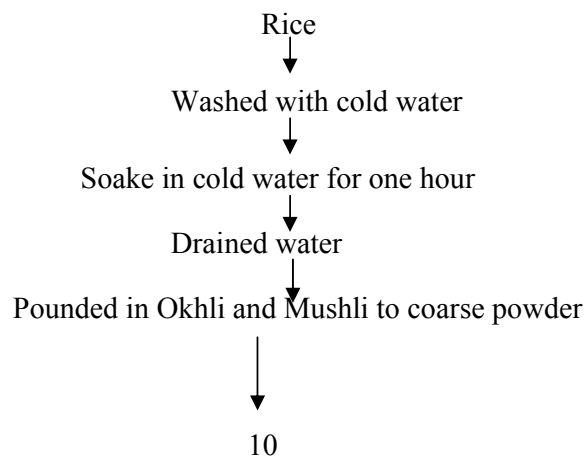 Rice
Washed with cold water
Soake in cold water for one hour
Drained water
Pounded in Okhli and Mushli to coarse powder
10